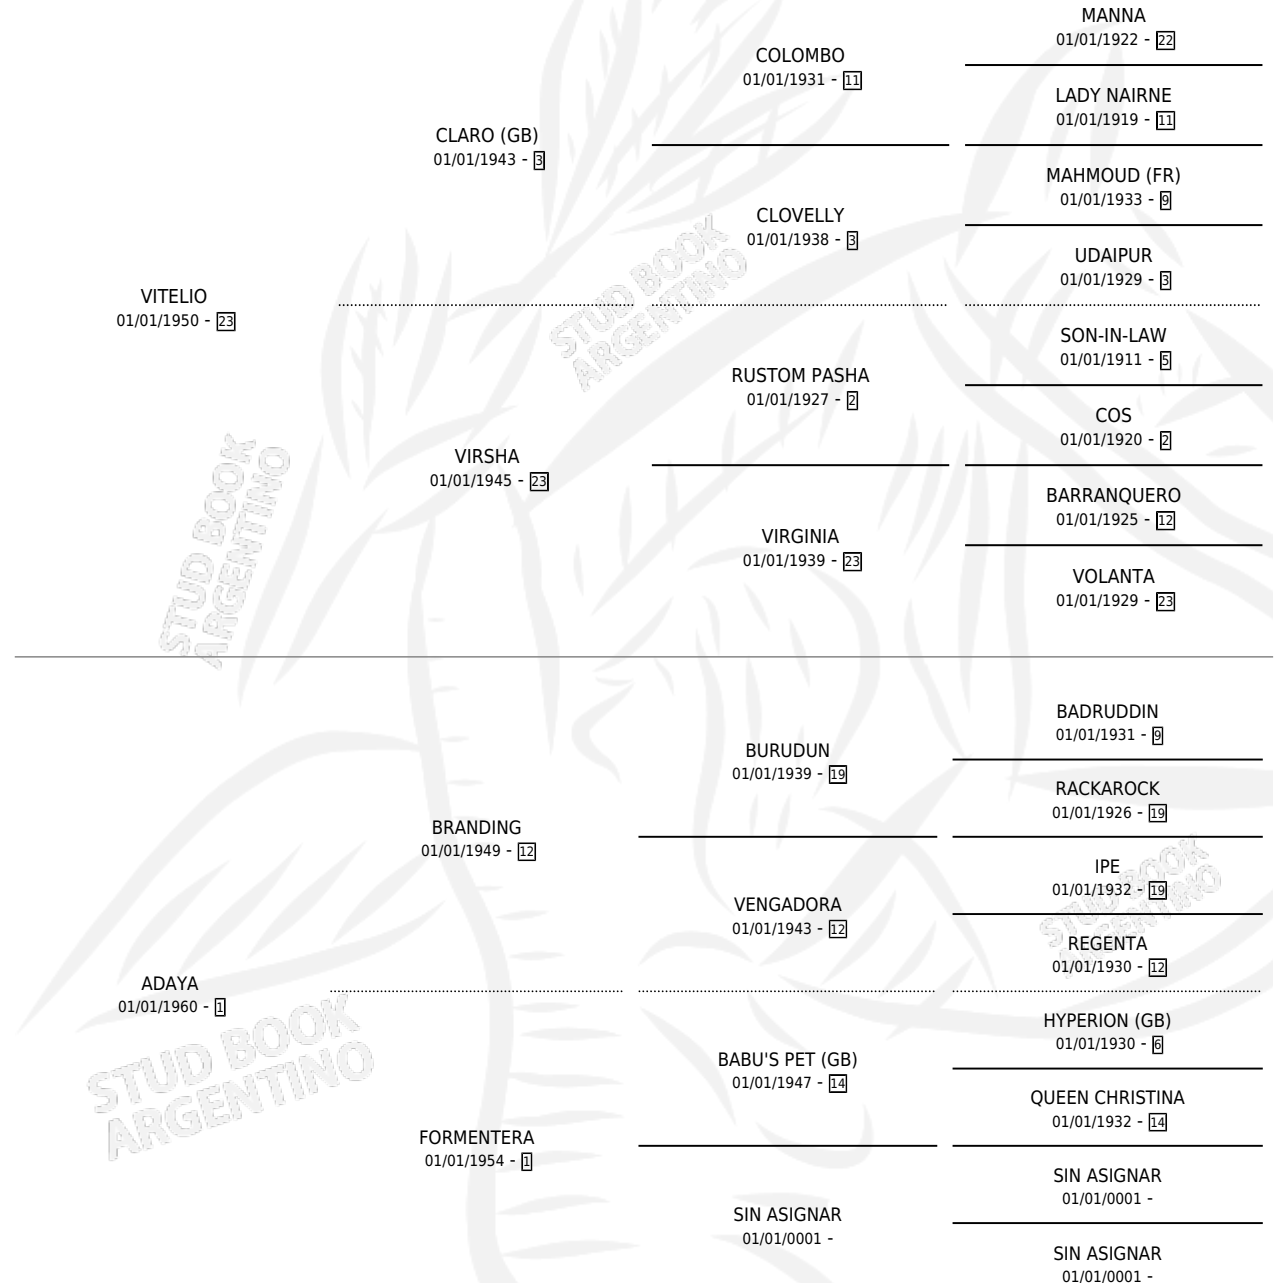 MANNA
01/01/1922 - 22
COLOMBO
01/01/1931 - 11
LADY NAIRNE
01/01/1919 - 11
CLARO (GB)
01/01/1943 - 3
MAHMOUD (FR)
01/01/1933 - 9
CLOVELLY
01/01/1938 - 3
UDAIPUR
01/01/1929 - 3
VITELIO
01/01/1950 - 23
STUD BOOK
ARGENTINO
SON-IN-LAW
01/01/1911 - 5
RUSTOM PASHA
01/01/1927 - 2
COS
01/01/1920 - 2
VIRSHA
01/01/1945 - 23
BARRANQUERO
01/01/1925 - 12
VIRGINIA
01/01/1939 - 23
VOLANTA
01/01/1929 - 23
STUD BOOK
ARGENTINO
BADRUDDIN
01/01/1931 - 9
BURUDUN
01/01/1939 - 19
RACKAROCK
01/01/1926 - 19
BRANDING
01/01/1949 - 12
IPE
01/01/1932 - 19
VENGADORA
01/01/1943 - 12
REGENTA
01/01/1930 - 12
STUD BOOK
ARGENTINO
ADAYA
01/01/1960 - 1
HYPERION (GB)
01/01/1930 - 6
BABU'S PET (GB)
01/01/1947 - 14
QUEEN CHRISTINA
01/01/1932 - 14
STUD BOOK
ARGENTINO
FORMENTERA
01/01/1954 - 1
SIN ASIGNAR
01/01/0001 -
SIN ASIGNAR
01/01/0001 -
SIN ASIGNAR
01/01/0001 -